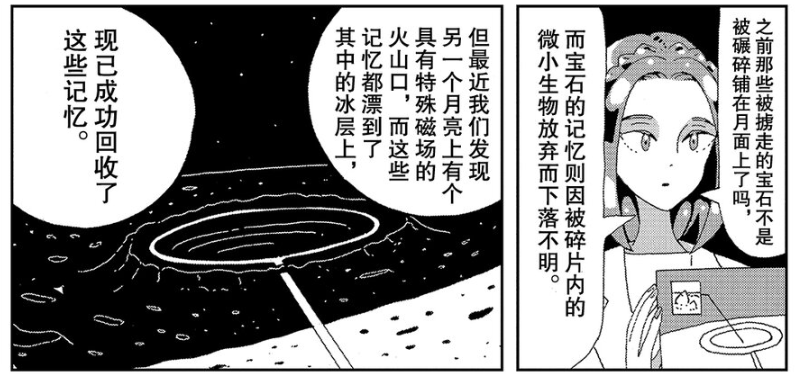 之前那些被掳走的宝石不是
被碾碎铺在月面上了吗，
而宝石的记忆则因被碎片内的
微小生物放弃而下落不明。
但最近我们发现
另一个月亮上有个
具有特殊磁场的
火山口，而这些
记忆都漂到了
其中的冰层上，
现已成功回收了
这些记忆。